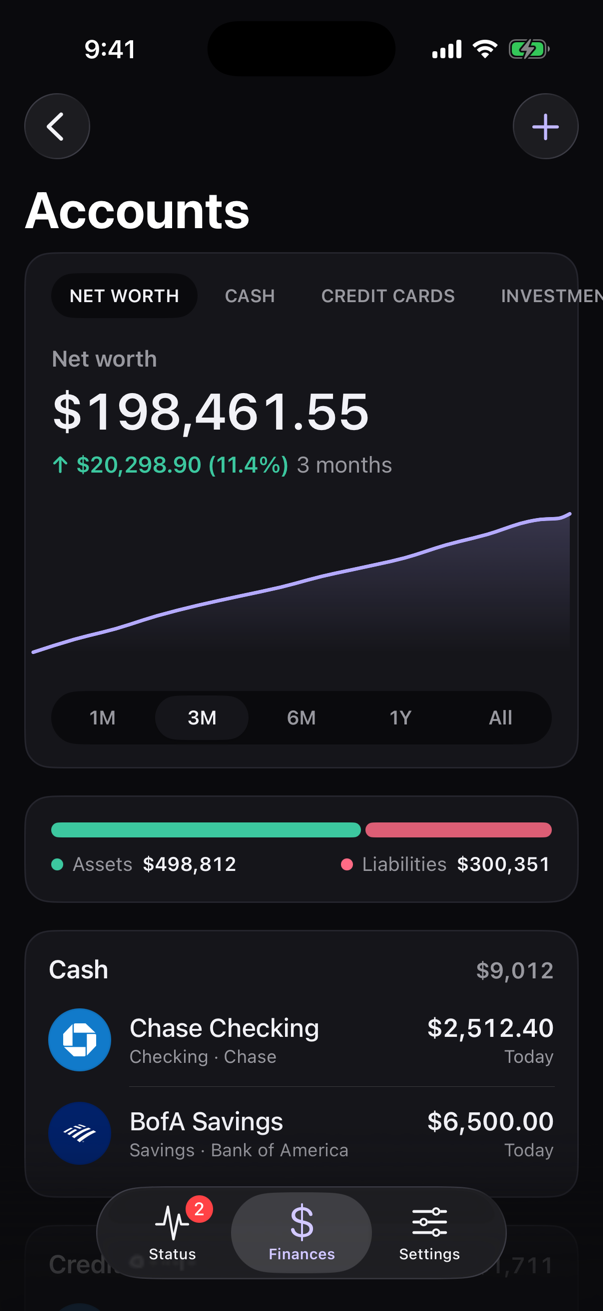 9:41
Accounts
NET WORTH CASH CREDIT CARDS INVESTMEN
Net worth
$198,461.55
↑ $20,298.90 (11.4%) 3 months
1M 3M 6M 1Y All
Assets $498,812 Liabilities $300,351
Cash $9,012
Chase Checking $2,512.40
Checking · Chase Today
BofA Savings $6,500.00
Savings · Bank of America Today
2
$
Status Finances Settings